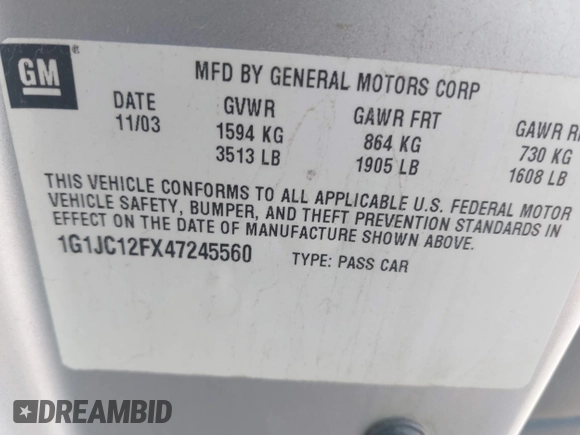 GM
MFD BY GENERAL MOTORS CORP
DATE GVWR GAWR FRT GAWR
11/03 1594 KG 864 KG 730 KG
3513 LB 1905 LB 1608 LB
THIS VEHICLE CONFORMS TO ALL APPLICABLE U.S. FEDERAL MOTOR
VEHICLE SAFETY, BUMPER, AND THEFT PREVENTION STANDARDS IN
EFFECT ON THE DATE OF MANUFACTURE SHOWN ABOVE.
1G1JC12FX47245560 TYPE: PASS CAR
DREAMBID